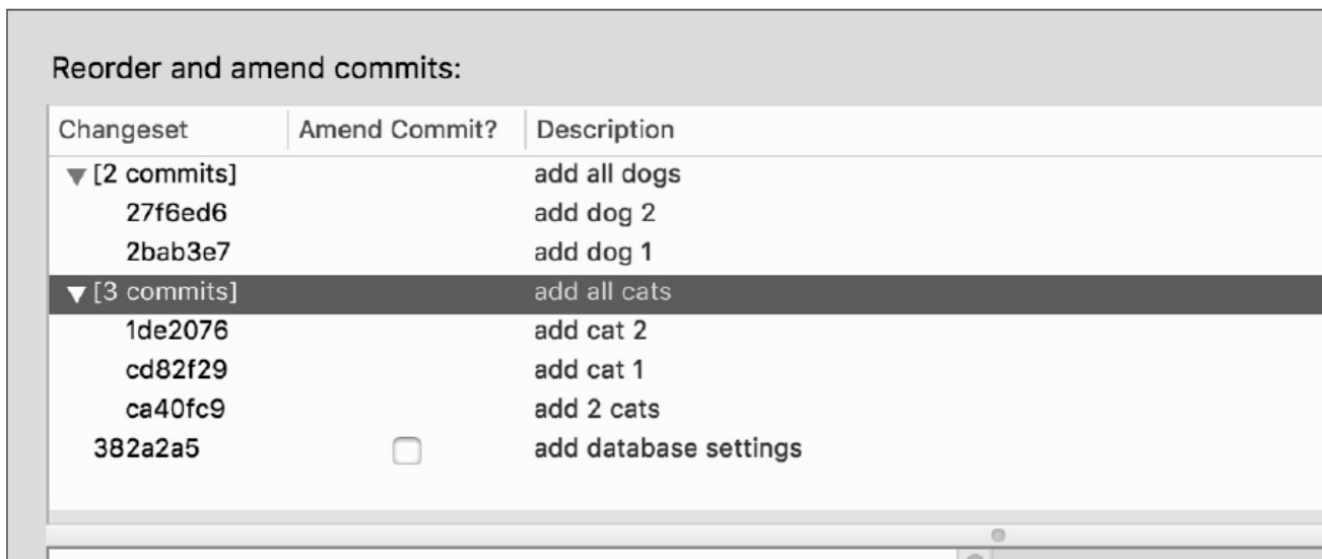 Reorder and amend commits:
Changeset Amend Commit? Description
[2 commits] add all dogs
27f6ed6 add dog 2
2bab3e7 add dog 1
[3 commits] add all cats
1de2076 add cat 2
cd82f29 add cat 1
ca40fc9 add 2 cats
382a2a5 add database settings